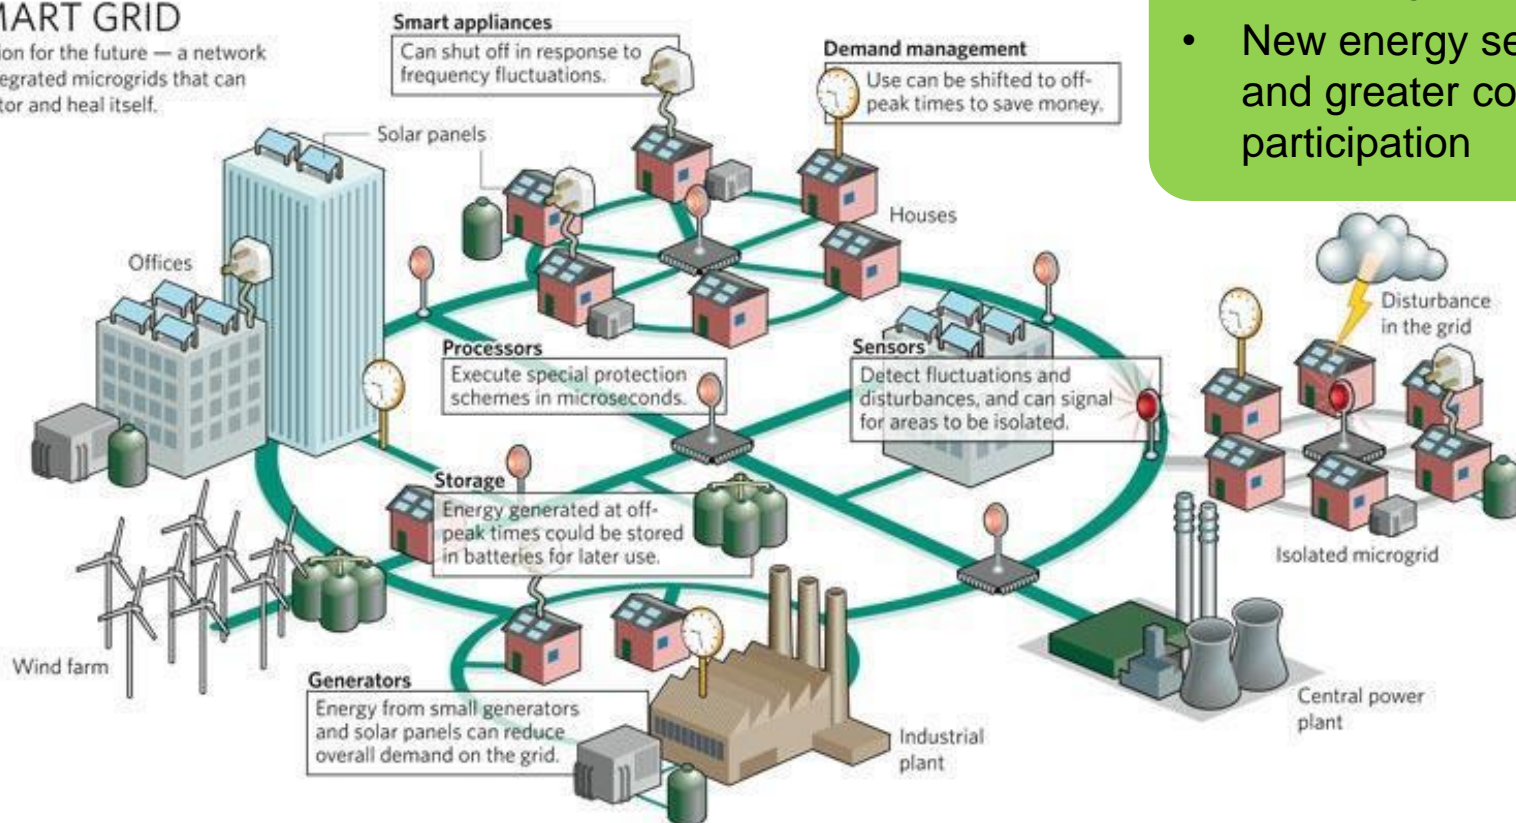 MART GRID
ion for the future — a network
egrated microgrids that can
tor and heal itself.
Smart appliances
Can shut off in response to
frequency fluctuations.
Demand management
Use can be shifted to off-
peak times to save money.
• New energy se
and greater co
participation
Solar panels
Houses
Offices
Disturbance
in the grid
Processors
Execute special protection
schemes in microseconds.
Sensors
Detect fluctuations and
disturbances, and can signal
for areas to be isolated.
Storage
Energy generated at off-
peak times could be stored
in batteries for later use.
Isolated microgrid
Wind farm
Generators
Energy from small generators
and solar panels can reduce
overall demand on the grid.
Central power
plant
Industrial
plant